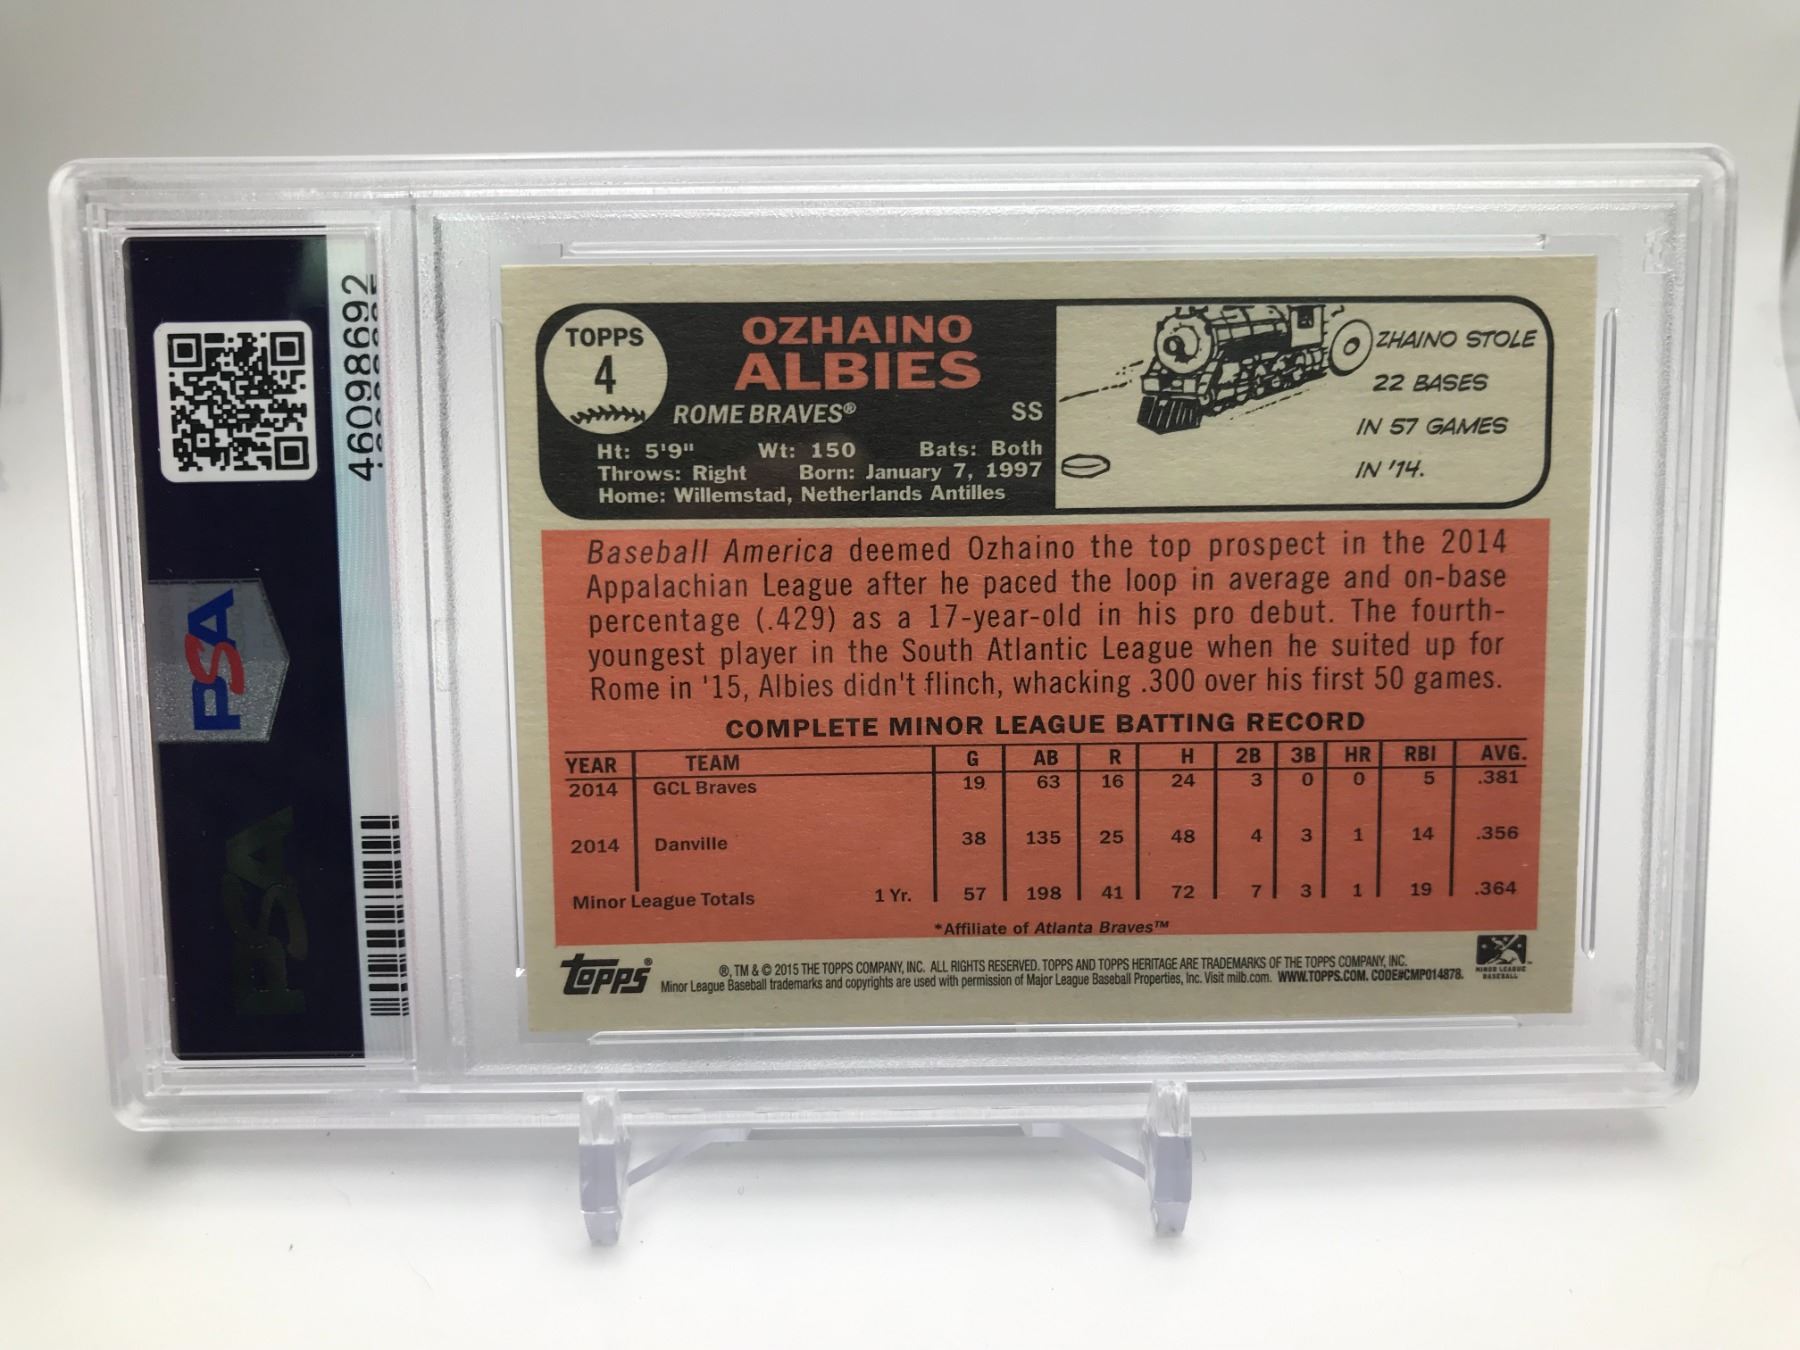 46098692
PSA
PSA
TOPPS
4
OZHAINO
ALBIES
ROME BRAVES® SS
Ht: 5'9" Wt: 150 Bats: Both
Throws: Right Born: January 7, 1997
Home: Willemstad, Netherlands Antilles
OZHAINO STOLE
22 BASES
IN 57 GAMES
IN '14.
Baseball America deemed Ozhaino the top prospect in the 2014
Appalachian League after he paced the loop in average and on-base
percentage (.429) as a 17-year-old in his pro debut. The fourth-
youngest player in the South Atlantic League when he suited up for
Rome in '15, Albies didn't flinch, whacking .300 over his first 50 games.
COMPLETE MINOR LEAGUE BATTING RECORD
YEAR TEAM G AB R H 2B 3B HR RBI AVG.
2014 GCL Braves 19 63 16 24 3 0 0 5 .381
2014 Danville 38 135 25 48 4 3 1 14 .356
Minor League Totals 1 Yr. 57 198 41 72 7 3 1 19 .364
*Affiliate of Atlanta Braves™
Topps®
®, TM & © 2015 THE TOPPS COMPANY, INC. ALL RIGHTS RESERVED. TOPPS AND TOPPS HERITAGE ARE TRADEMARKS OF THE TOPPS COMPANY, INC.
Minor League Baseball trademarks and copyrights are used with permission of Major League Baseball Properties, Inc. Visit milb.com. WWW.TOPPS.COM. CODE#CMP014878.
MINOR LEAGUE
BASEBALL